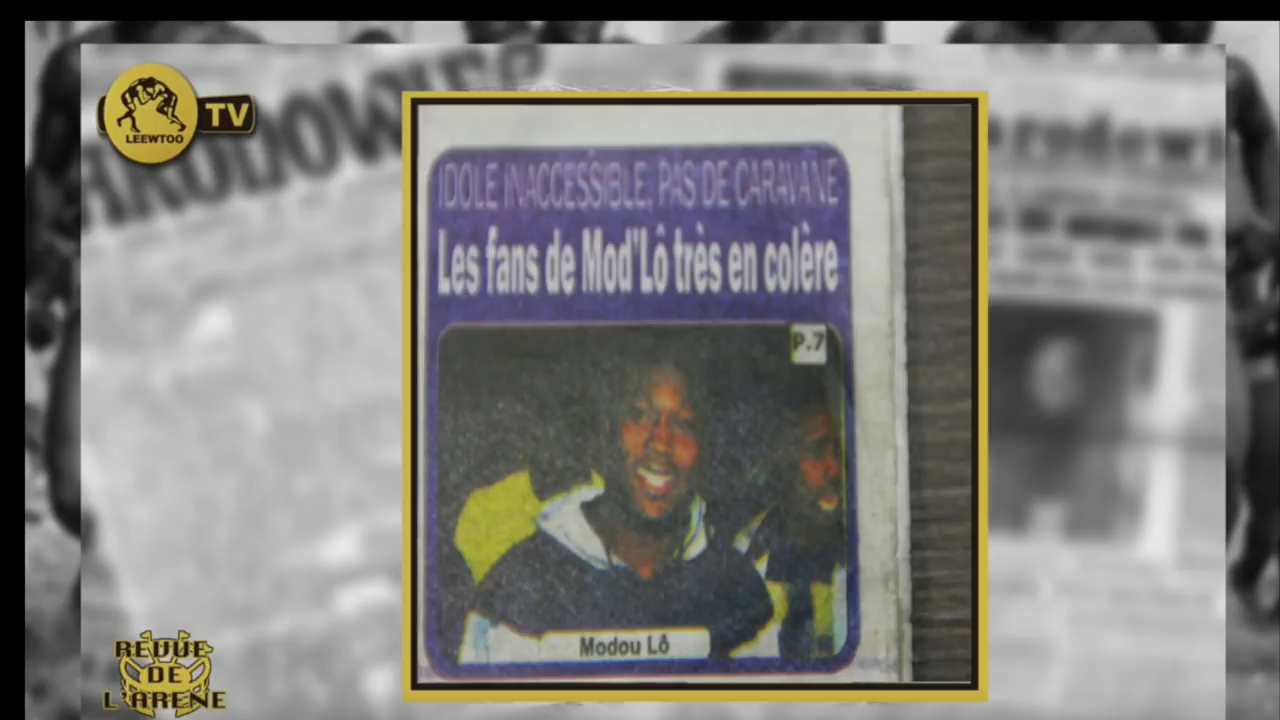 LEEWTOO
TV
IDOLE INACCESSIBLE, PAS DE CARAVANE
Les fans de Mod'Lô très en colère
P.7
Modou Lô
REVUE
DE
L'ARENE